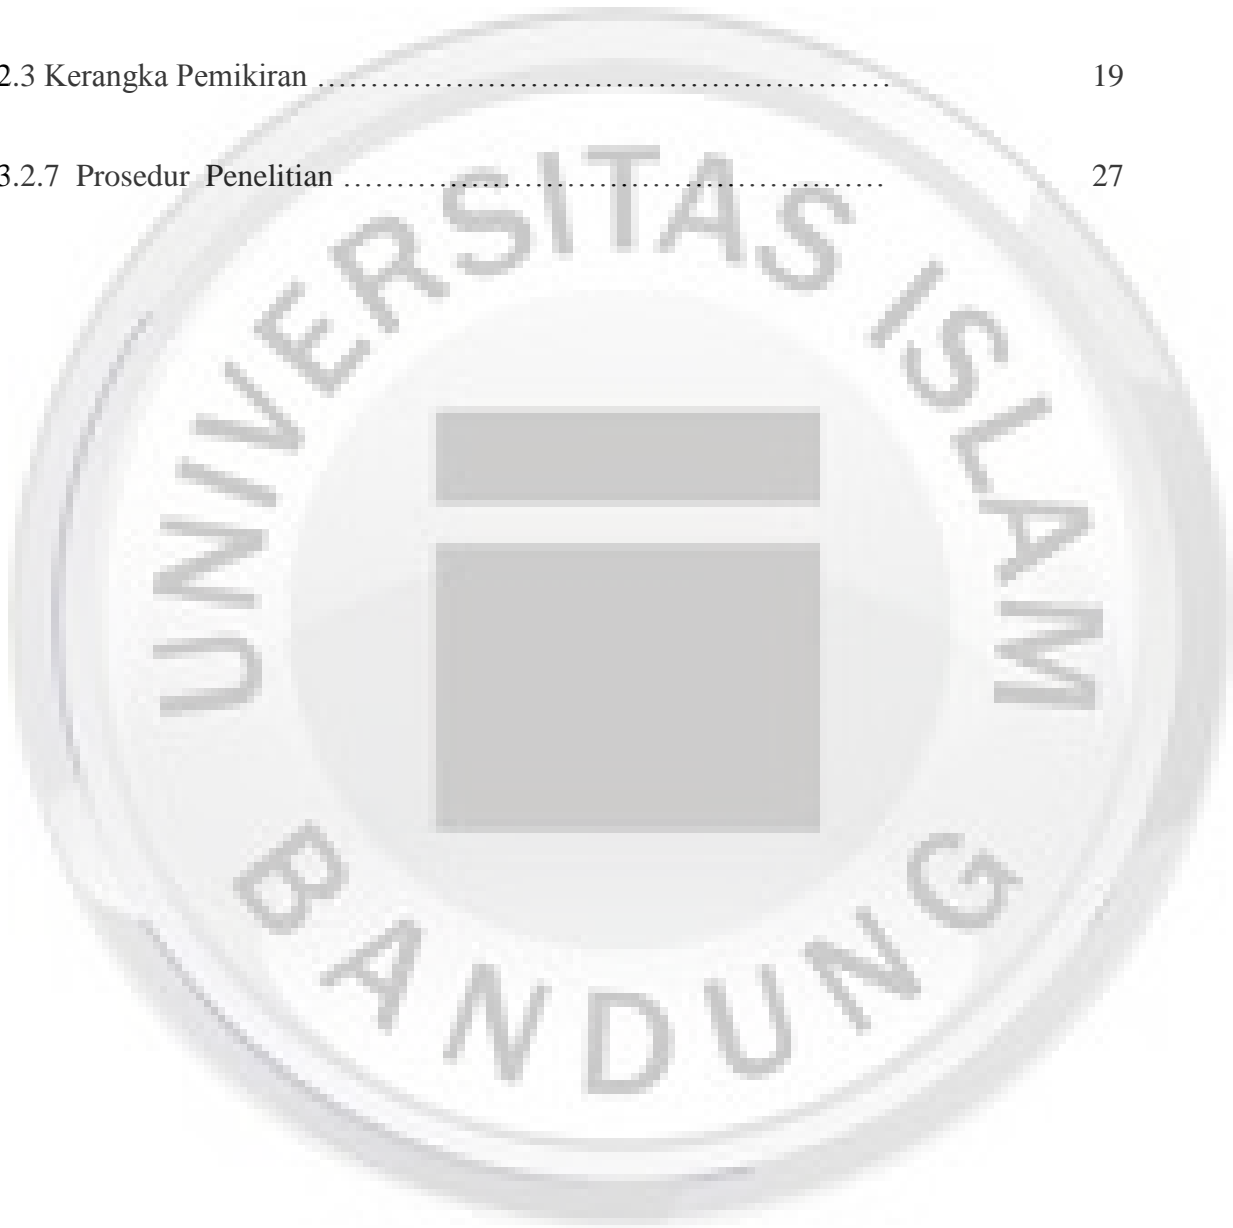 2.3 Kerangka Pemikiran ………………………………………………… 19
3.2.7 Prosedur Penelitian ……………………………………………… 27
UNIVERSITAS ISLAM
BANDUNG